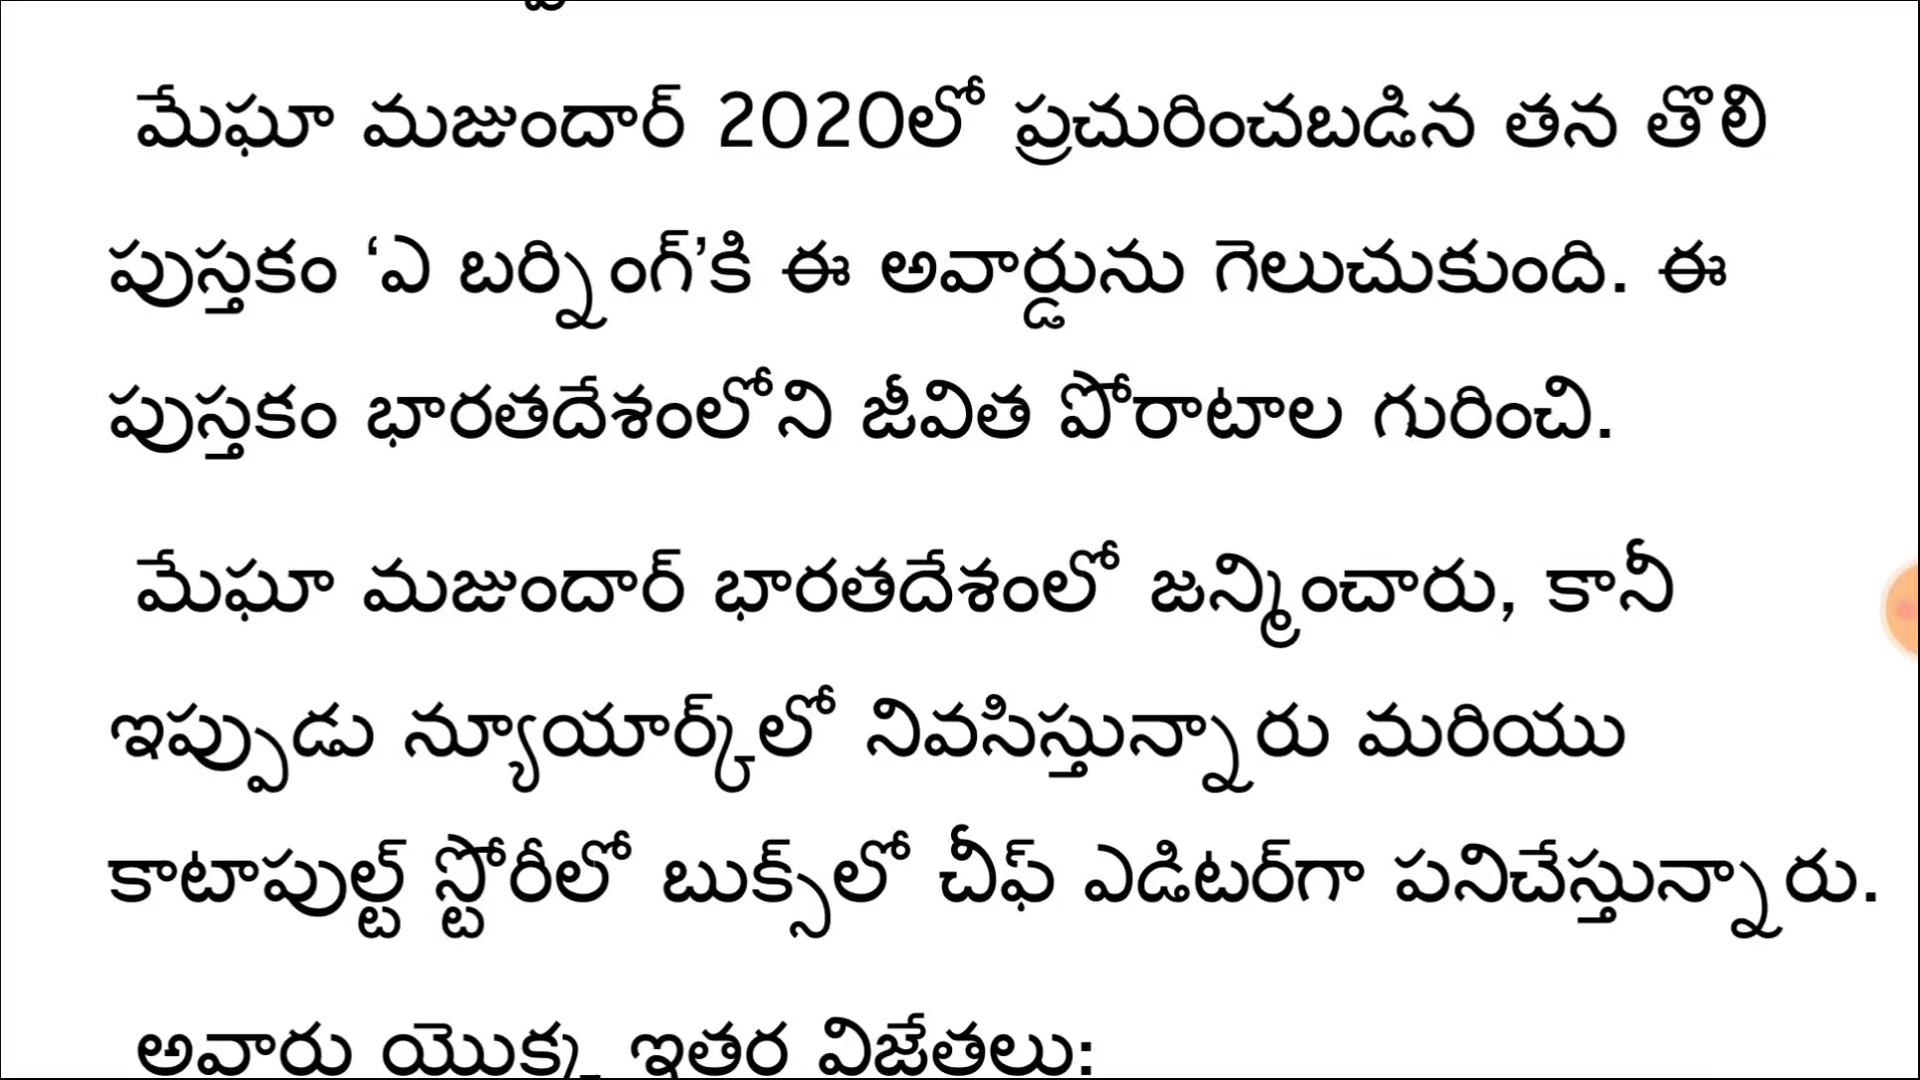 మేఘా మజుందార్ 2020లో ప్రచురించబడిన తన తొలి
పుస్తకం ‘ఎ బర్నింగ్’కి ఈ అవార్డును గెలుచుకుంది. ఈ
పుస్తకం భారతదేశంలోని జీవిత పోరాటాల గురించి.
మేఘా మజుందార్ భారతదేశంలో జన్మించారు, కానీ
ఇప్పుడు న్యూయార్క్‌లో నివసిస్తున్నారు మరియు
కాటాపుల్ట్ స్టోరీలో బుక్స్‌లో చీఫ్ ఎడిటర్‌గా పనిచేస్తున్నారు.
అవారు యొక్క ఇతర విజేతలు: